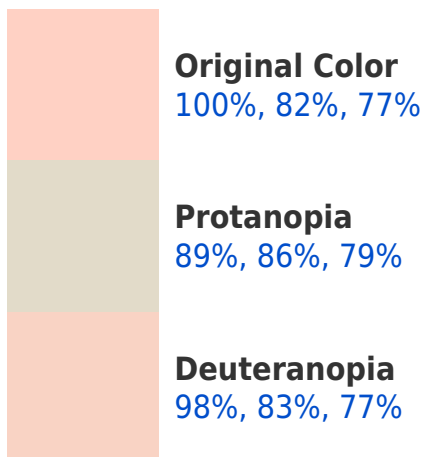 Original Color
100%, 82%, 77%
Protanopia
89%, 86%, 79%
Deuteranopia
98%, 83%, 77%